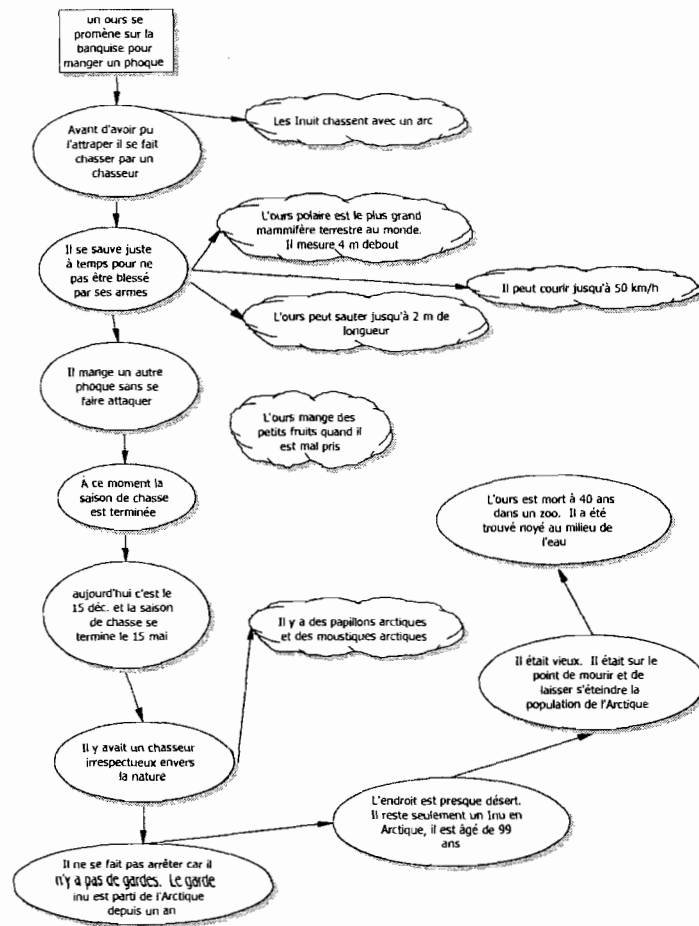 un ours se
promène sur la
banquise pour
manger un phoque
Avant d'avoir pu
l'attraper il se fait
chasser par un
chasseur
Les Inuit chassent avec un arc
Il se sauve juste
à temps pour ne
pas être blessé
par ses armes
L'ours polaire est le plus grand
mammifère terrestre au monde.
Il mesure 4 m debout
Il peut courir jusqu'à 50 km/h
L'ours peut sauter jusqu'à 2 m de
longueur
Il mange un autre
phoque sans se
faire attaquer
L'ours mange des
petits fruits quand il
est mal pris
À ce moment la
saison de chasse
est terminée
aujourd'hui c'est le
15 déc. et la saison
de chasse se
termine le 15 mai
Il y a des papillons arctiques
et des moustiques arctiques
Il y avait un chasseur
irrespectueux envers
la nature
Il ne se fait pas arrêter car il
n'y a pas de gardes. Le garde
inu est parti de l'Arctique
depuis un an
L'endroit est presque désert.
Il reste seulement un Inu en
Arctique, il est âgé de 99
ans
Il était vieux. Il était sur le
point de mourir et de
laisser s'éteindre la
population de l'Arctique
L'ours est mort à 40 ans
dans un zoo. Il a été
trouvé noyé au milieu de
l'eau